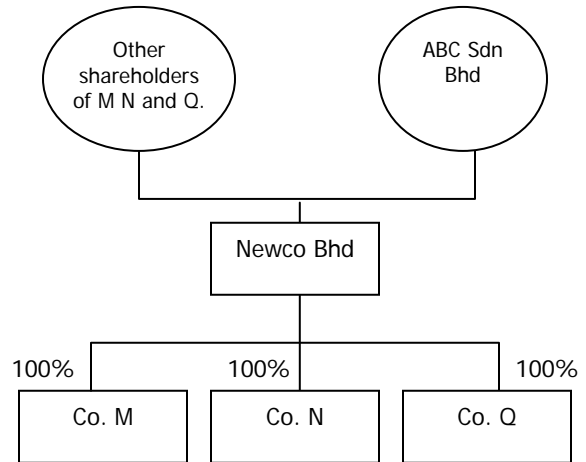 Other
shareholders
of M N and Q.
ABC Sdn
Bhd
Newco Bhd
100%
100%
100%
Co. M
Co. N
Co. Q